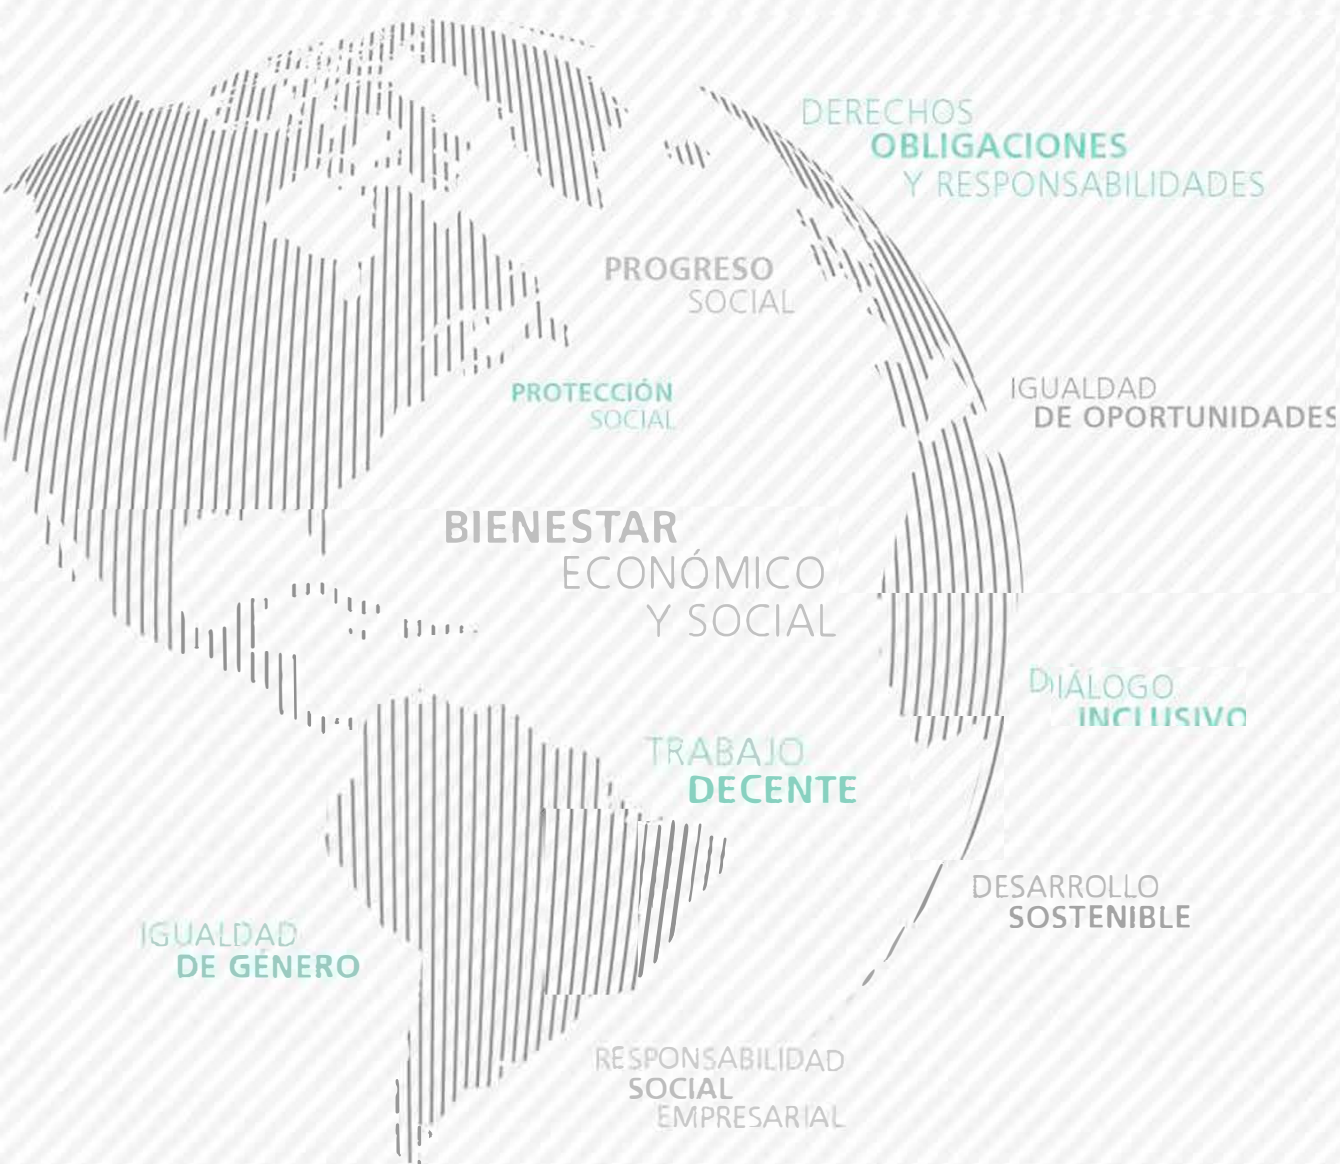 DERECHOS
OBLIGACIONES
Y RESPONSABILIDADES
PROGRESO
SOCIAL
PROTECCIÓN
SOCIAL
IGUALDAD
DE OPORTUNIDADES
BIENESTAR
ECONÓMICO
Y SOCIAL
DIÁLOGO
INCLUSIVO
TRABAJO
DECENTE
DESARROLLO
SOSTENIBLE
IGUALDAD
DE GÉNERO
RESPONSABILIDAD
SOCIAL
EMPRESARIAL